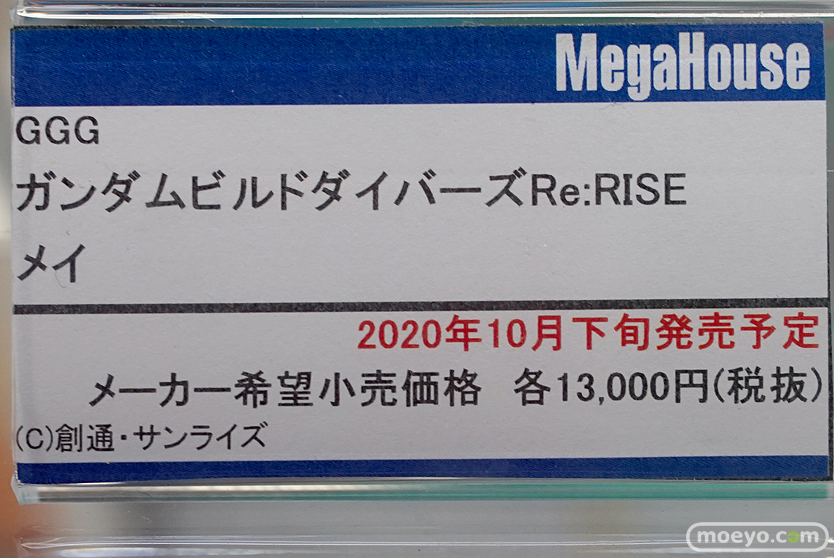 MegaHouse
GGG
ガンダムビルドダイバーズRe:RISE
メイ
2020年10月下旬発売予定
メーカー希望小売価格 各13,000円(税抜)
(C)創通・サンライズ
moeyo.com